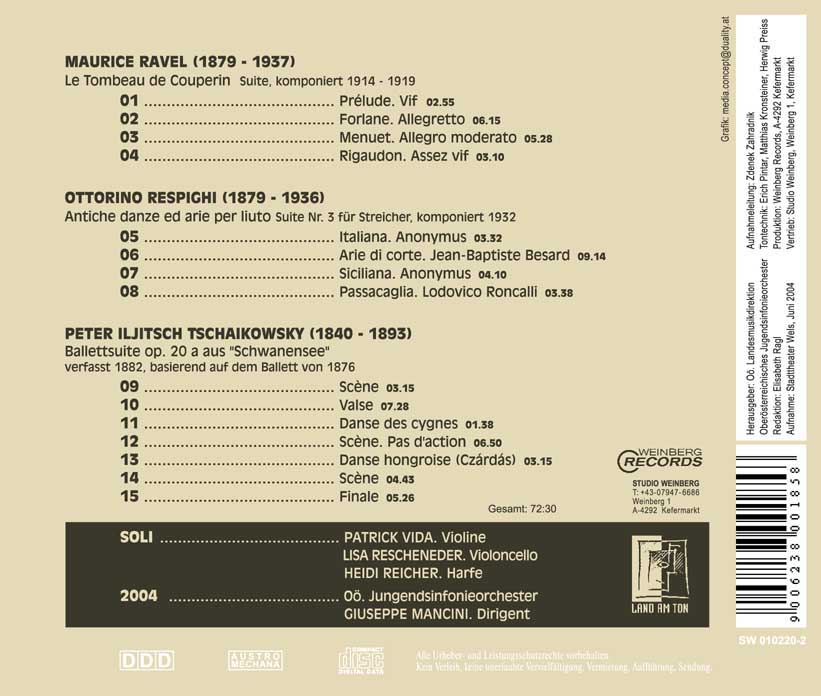 MAURICE RAVEL (1879 - 1937)
Le Tombeau de Couperin Suite, komponiert 1914 - 1919
01 ..................................... Prélude. Vif 02.55
02 ..................................... Forlane. Allegretto 06.15
03 ..................................... Menuet. Allegro moderato 05.28
04 ..................................... Rigaudon. Assez vif 03.10
OTTORINO RESPIGHI (1879 - 1936)
Antiche danze ed arie per liuto Suite Nr. 3 für Streicher, komponiert 1932
05 ..................................... Italiana. Anonymus 03.32
06 ..................................... Arie di corte. Jean-Baptiste Besard 09.14
07 ..................................... Siciliana. Anonymus 04.10
08 ..................................... Passacaglia. Lodovico Roncalli 03.38
PETER ILJITSCH TSCHAIKOWSKY (1840 - 1893)
Ballettsuite op. 20 a aus "Schwanensee"
verfasst 1882, basierend auf dem Ballett von 1876
09 ..................................... Scène 03.15
10 ..................................... Valse 07.28
11 ..................................... Danse des cygnes 01.38
12 ..................................... Scène. Pas d'action 06.50
13 ..................................... Danse hongroise (Czárdás) 03.15
14 ..................................... Scène 04.43
15 ..................................... Finale 05.26
Gesamt: 72:30
WEINBERG
RECORDS
STUDIO WEINBERG
T: +43-07947-6686
Weinberg 1
A-4292 Kefermarkt
SOLI ................................... PATRICK VIDA. Violine
LISA RESCHENEDER. Violoncello
HEIDI REICHER. Harfe
2004 ................................. Oö. Jungendsinfonieorchester
GIUSEPPE MANCINI. Dirigent
LAND AM TON
DDD
AUSTRO
MECHANA
COMPACT
disc
DIGITAL DATA
Alle Urheber- und Leistungsschutzrechte vorbehalten.
Kein Verleih, keine unerlaubte Vervielfältigung, Vermietung, Aufführung, Sendung.
Grafik: media.concept@duality.at
Aufnahmeleitung: Zdenek Zahradnik
Tontechnik: Erich Pintar, Matthias Kronsteiner, Herwig Preiss
Produktion: Weinberg Records, A-4292 Kefermarkt
Vertrieb: Studio Weinberg, Weinberg 1, Kefermarkt
Herausgeber: Oö. Landesmusikdirektion
Oberösterreichisches Jugendsinfonieorchester
Redaktion: Elisabeth Ragl
Aufnahme: Stadttheater Wels, Juni 2004
9 006238 001858
SW 010220-2